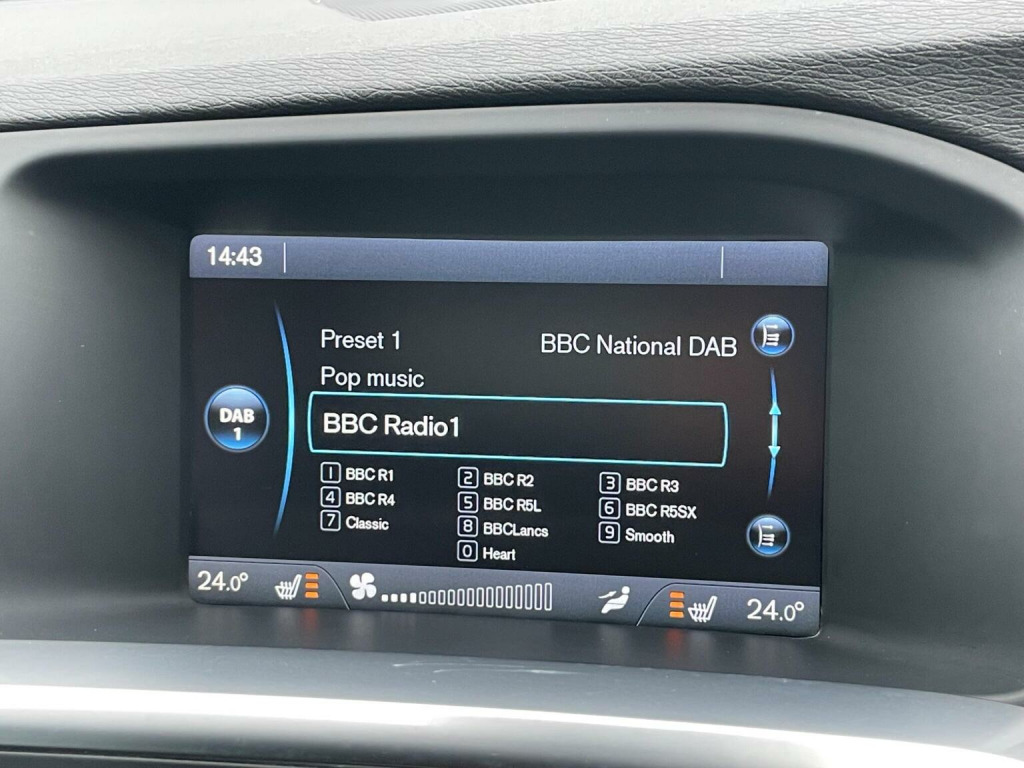 14:43
Preset 1
BBC National DAB
Pop music
DAB
1
BBC Radio1
1 BBC R1
2 BBC R2
3 BBC R3
4 BBC R4
5 BBC R5L
6 BBC R5SX
7 Classic
8 BBCLancs
9 Smooth
0 Heart
24.0°
24.0°